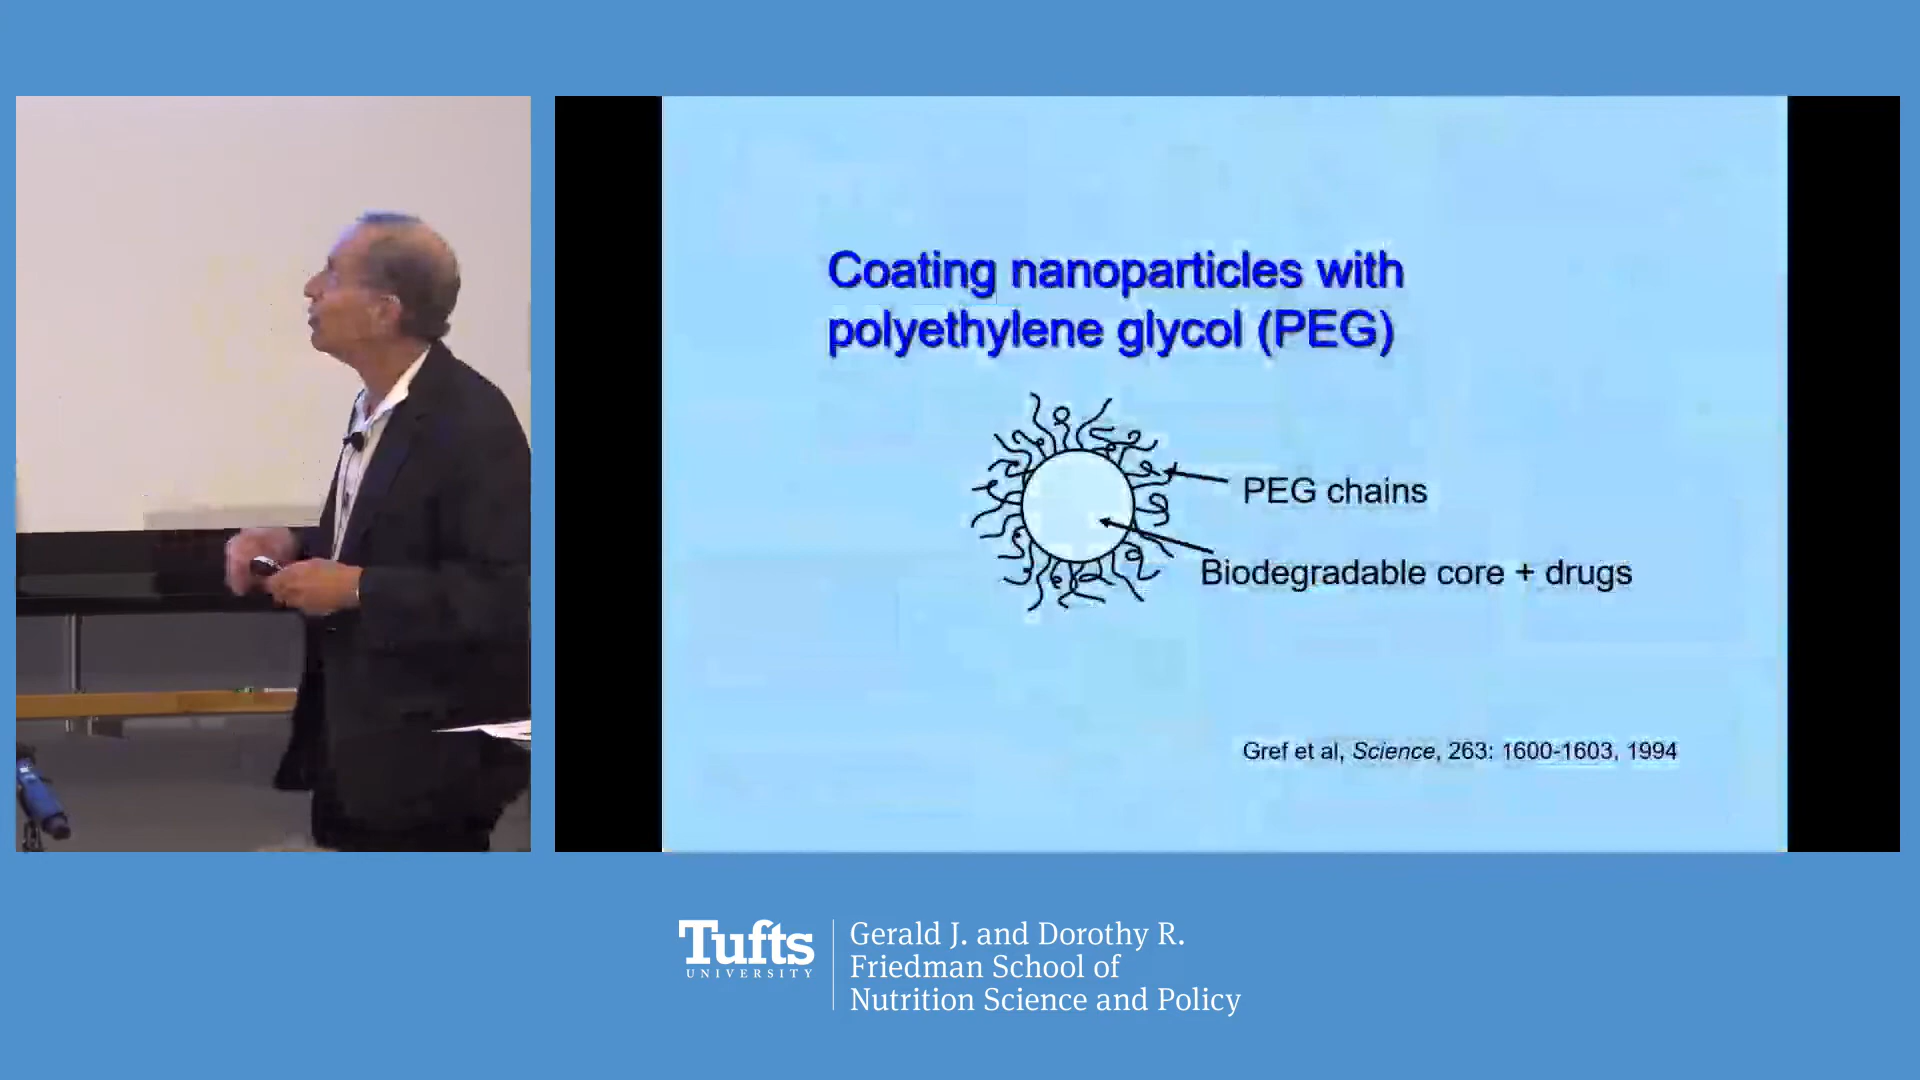 Coating nanoparticles with
polyethylene glycol (PEG)
PEG chains
Biodegradable core + drugs
Gref et al, Science, 263: 1600-1603, 1994
Tufts
UNIVERSITY
Gerald J. and Dorothy R.
Friedman School of
Nutrition Science and Policy